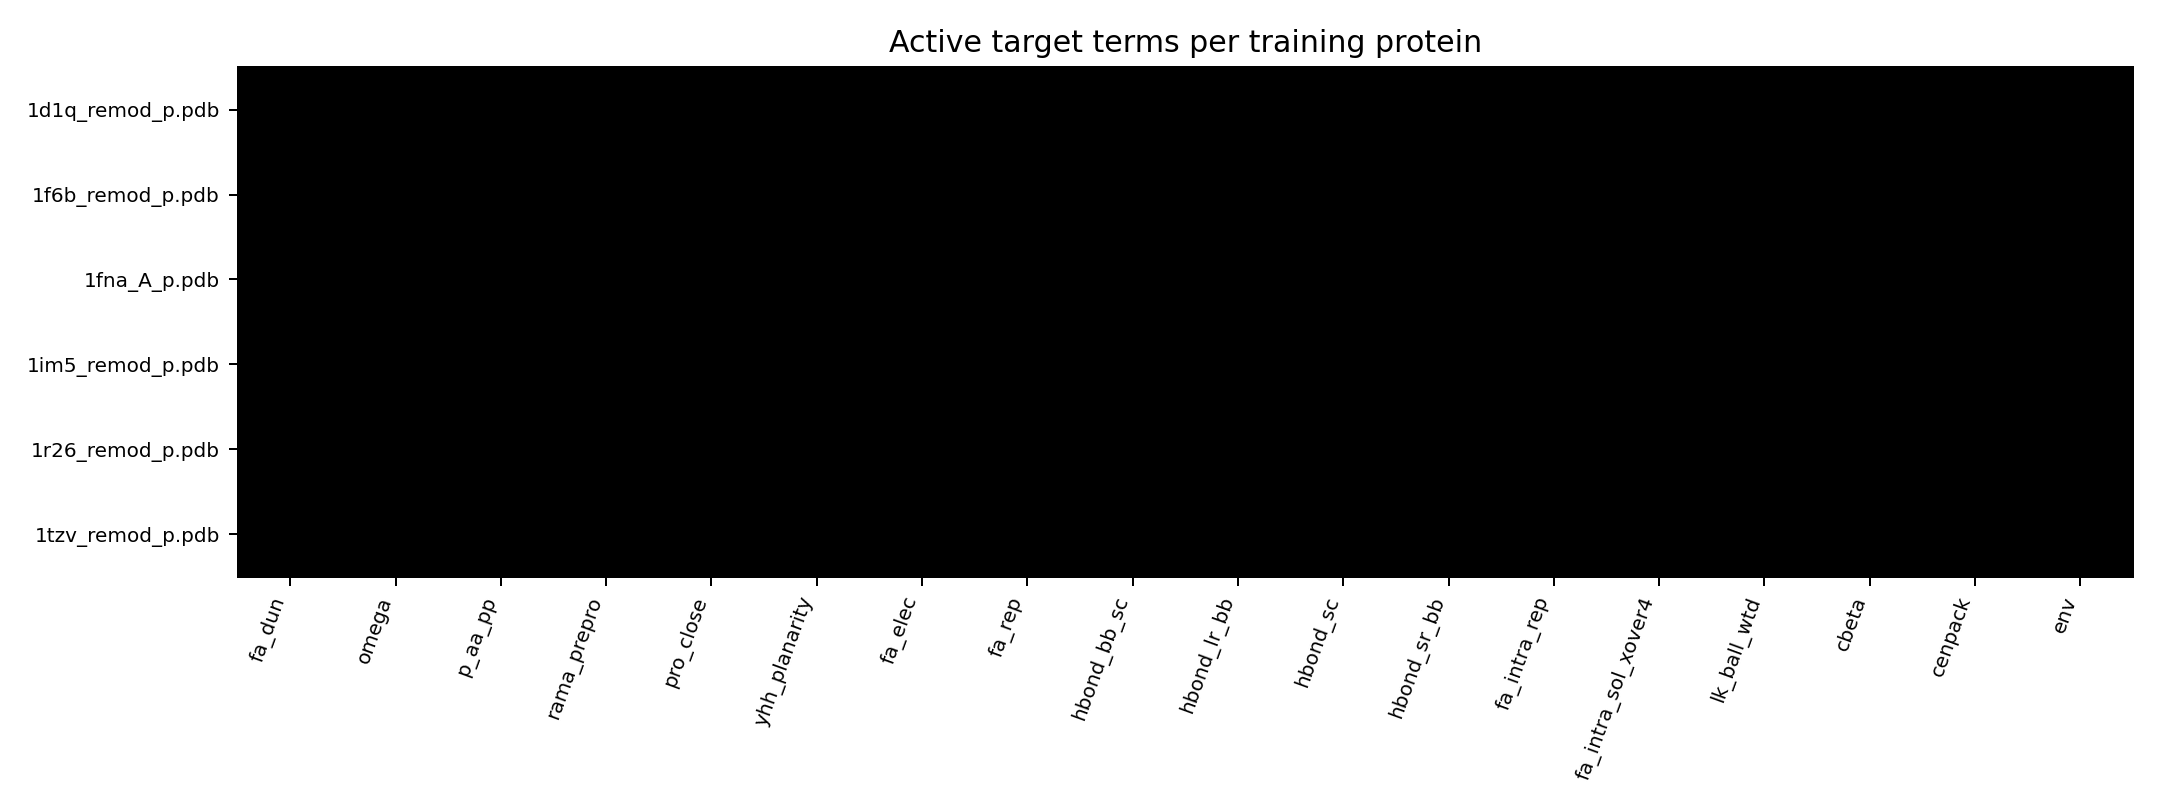 Active target terms per training protein
1d1q_remod_p.pdb
1f6b_remod_p.pdb
1fna_A_p.pdb
1im5_remod_p.pdb
1r26_remod_p.pdb
1tzv_remod_p.pdb
fa_dun
omega
p_aa_pp
rama_prepro
pro_close
yhh_planarity
fa_elec
fa_rep
hbond_bb_sc
hbond_lr_bb
hbond_sc
hbond_sr_bb
fa_intra_rep
fa_intra_sol_xover4
lk_ball_wtd
cbeta
cenpack
env